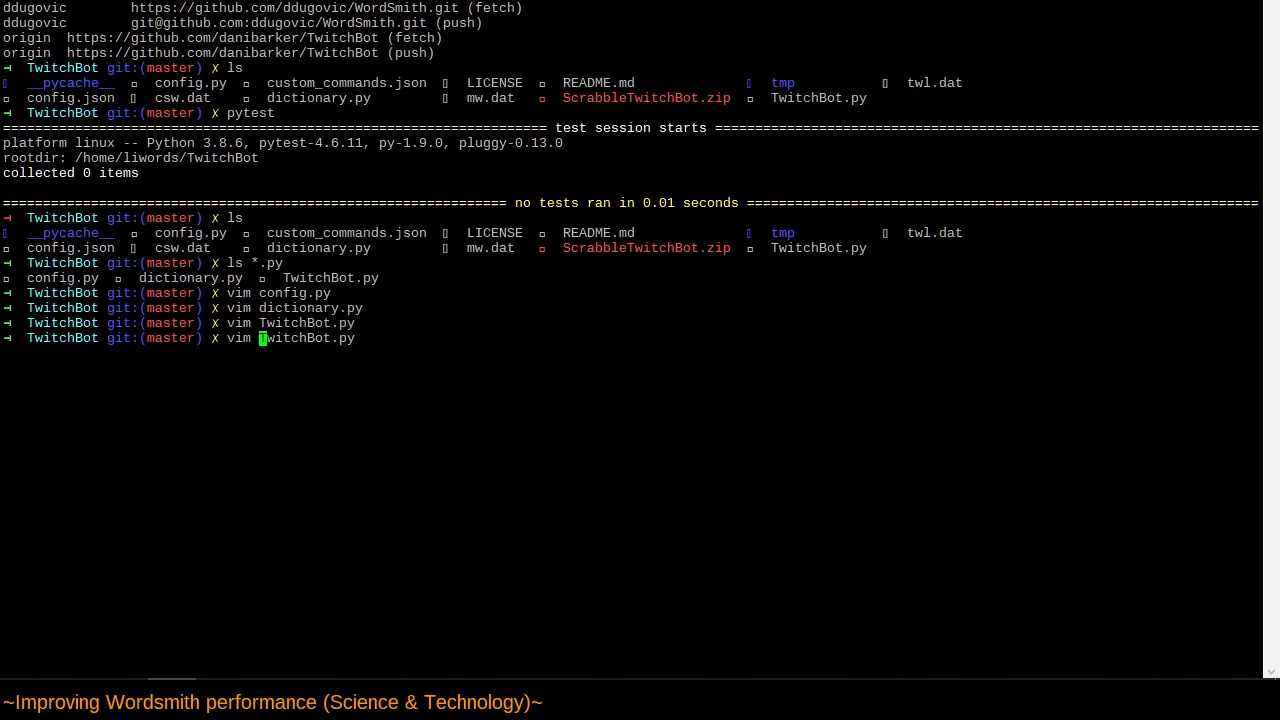 ddugovic        https://github.com/ddugovic/WordSmith.git (fetch)
ddugovic        git@github.com:ddugovic/WordSmith.git (push)
origin  https://github.com/danibarker/TwitchBot (fetch)
origin  https://github.com/danibarker/TwitchBot (push)
TwitchBot git:(master) ✗ ls
__pycache__  config.py  custom_commands.json  LICENSE  README.md  tmp  twl.dat
config.json  csw.dat  dictionary.py  mw.dat  ScrabbleTwitchBot.zip  TwitchBot.py
TwitchBot git:(master) ✗ pytest
==================================================================== test session starts ====================================================================
platform linux -- Python 3.8.6, pytest-4.6.11, py-1.9.0, pluggy-0.13.0
rootdir: /home/liwords/TwitchBot
collected 0 items
=============================================================== no tests ran in 0.01 seconds ================================================================
TwitchBot git:(master) ✗ ls
__pycache__  config.py  custom_commands.json  LICENSE  README.md  tmp  twl.dat
config.json  csw.dat  dictionary.py  mw.dat  ScrabbleTwitchBot.zip  TwitchBot.py
TwitchBot git:(master) ✗ ls *.py
config.py  dictionary.py  TwitchBot.py
TwitchBot git:(master) ✗ vim config.py
TwitchBot git:(master) ✗ vim dictionary.py
TwitchBot git:(master) ✗ vim TwitchBot.py
TwitchBot git:(master) ✗ vim TwitchBot.py
~Improving Wordsmith performance (Science & Technology)~